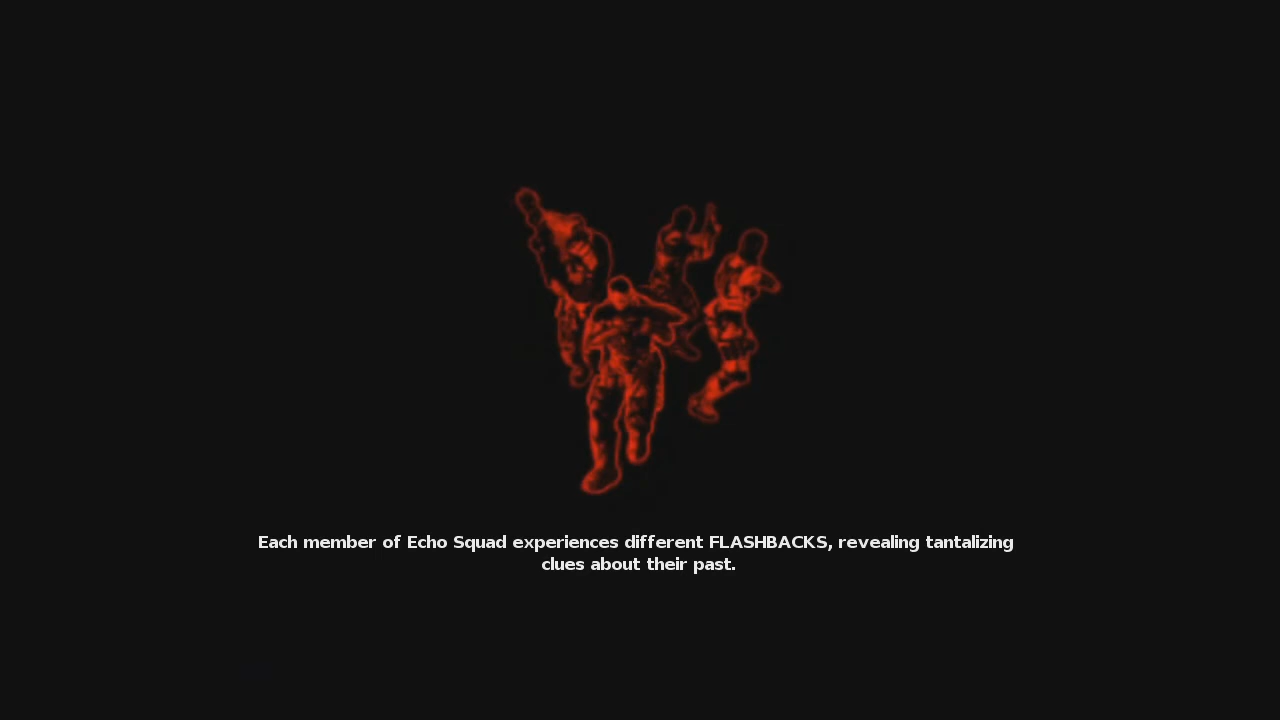 Each member of Echo Squad experiences different FLASHBACKS, revealing tantalizing
clues about their past.